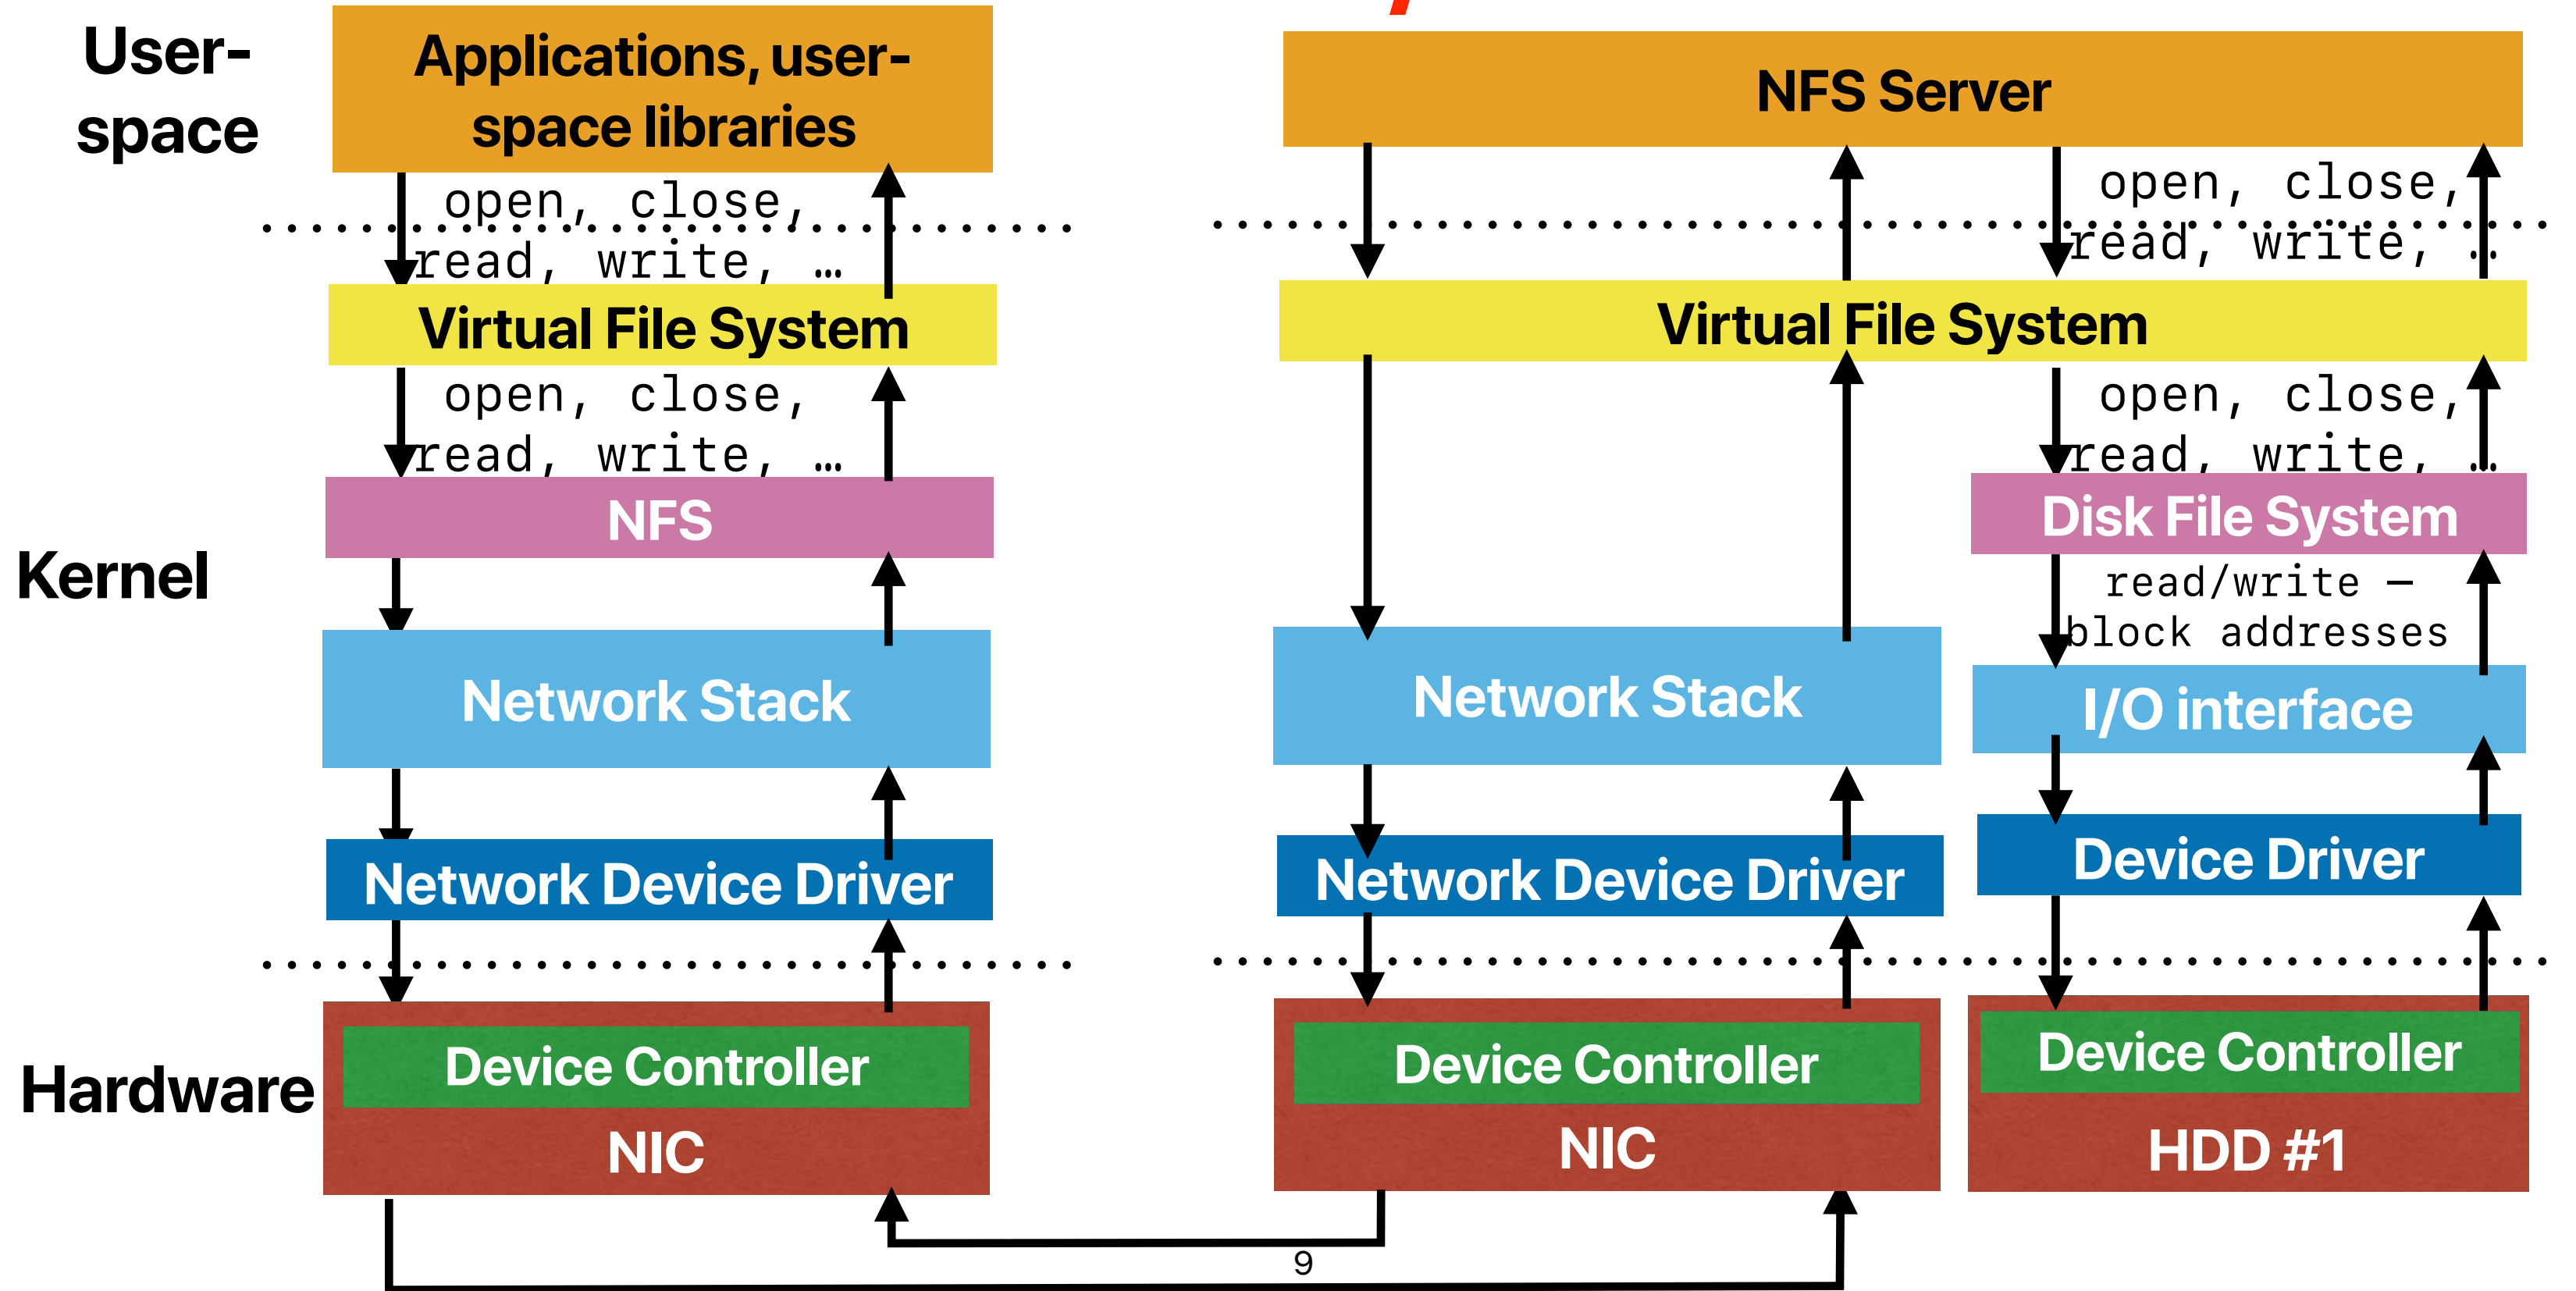 User-
space
Applications, user-
space libraries
NFS Server
open, close,
read, write, …
open, close,
read, write, …
Virtual File System
Virtual File System
open, close,
read, write, …
open, close,
read, write, …
Kernel
NFS
Disk File System
read/write —
block addresses
Network Stack
Network Stack
I/O interface
Network Device Driver
Network Device Driver
Device Driver
Hardware
Device Controller
NIC
Device Controller
NIC
Device Controller
HDD #1
9